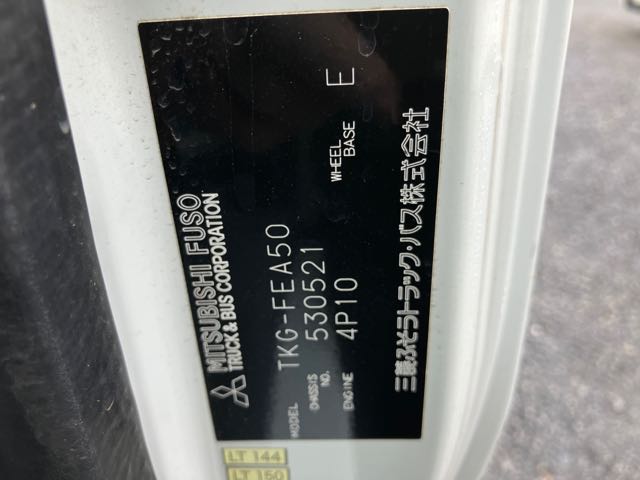 MITSUBISHI FUSO
TRUCK & BUS CORPORATION
MODEL TKG-FEA50
CHASSIS NO. 530521
ENGINE 4P10
WHEEL BASE E
三菱ふそうトラック・バス株式会社
LT 144
LT 150